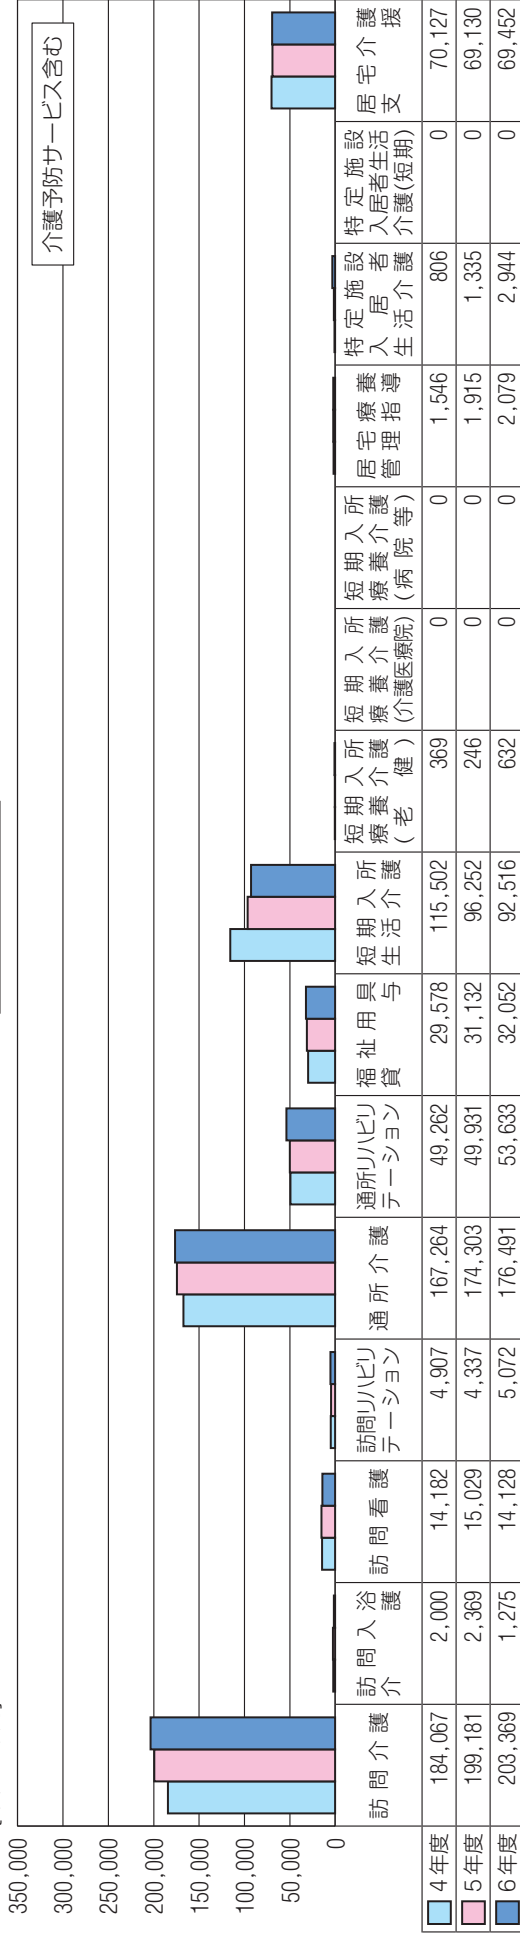 介護予防サービス含む
350,000
300,000
250,000
200,000
150,000
100,000
50,000
0
訪問介護
訪問入浴
介護
訪問看護
訪問リハビリ
テーション
通所介護
通所リハビリ
テーション
福祉用具
貸与
短期入所
生活介護
短期入所
療養介護
(老健)
短期入所
療養介護
(介護医療院)
短期入所
療養介護
(病院等)
居宅療養
管理指導
特定施設
入居者
生活介護
特定施設
入居者生活
介護(短期)
居宅介護
支援
4年度 184,067 2,000 14,182 4,907 167,264 49,262 29,578 115,502 369 0 0 1,546 806 0 70,127
5年度 199,181 2,369 15,029 4,337 174,303 49,931 31,132 96,252 246 0 0 1,915 1,335 0 69,130
6年度 203,369 1,275 14,128 5,072 176,491 53,633 32,052 92,516 632 0 0 2,079 2,944 0 69,452